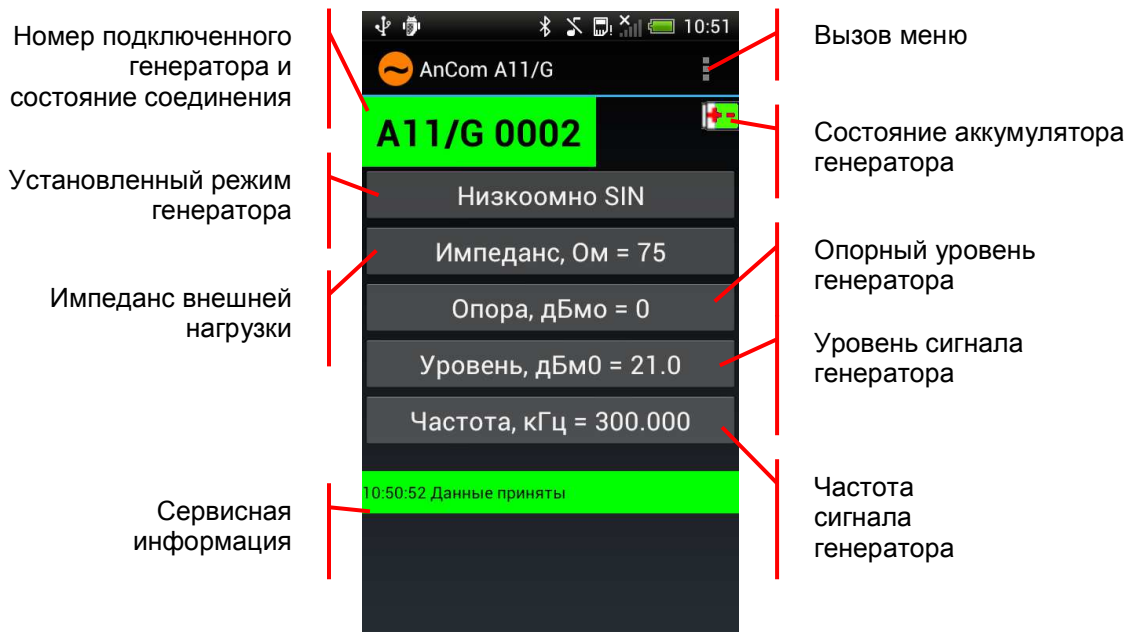 Номер подключенного
генератора и
состояние соединения
Установленный режим
генератора
Импеданс внешней
нагрузки
Сервисная
информация
10:51
AnCom A11/G
A11/G 0002
Низкоомно SIN
Импеданс, Ом = 75
Опора, дБмо = 0
Уровень, дБм0 = 21.0
Частота, кГц = 300.000
10:50:52 Данные приняты
Вызов меню
Состояние аккумулятора
генератора
Опорный уровень
генератора
Уровень сигнала
генератора
Частота
сигнала
генератора